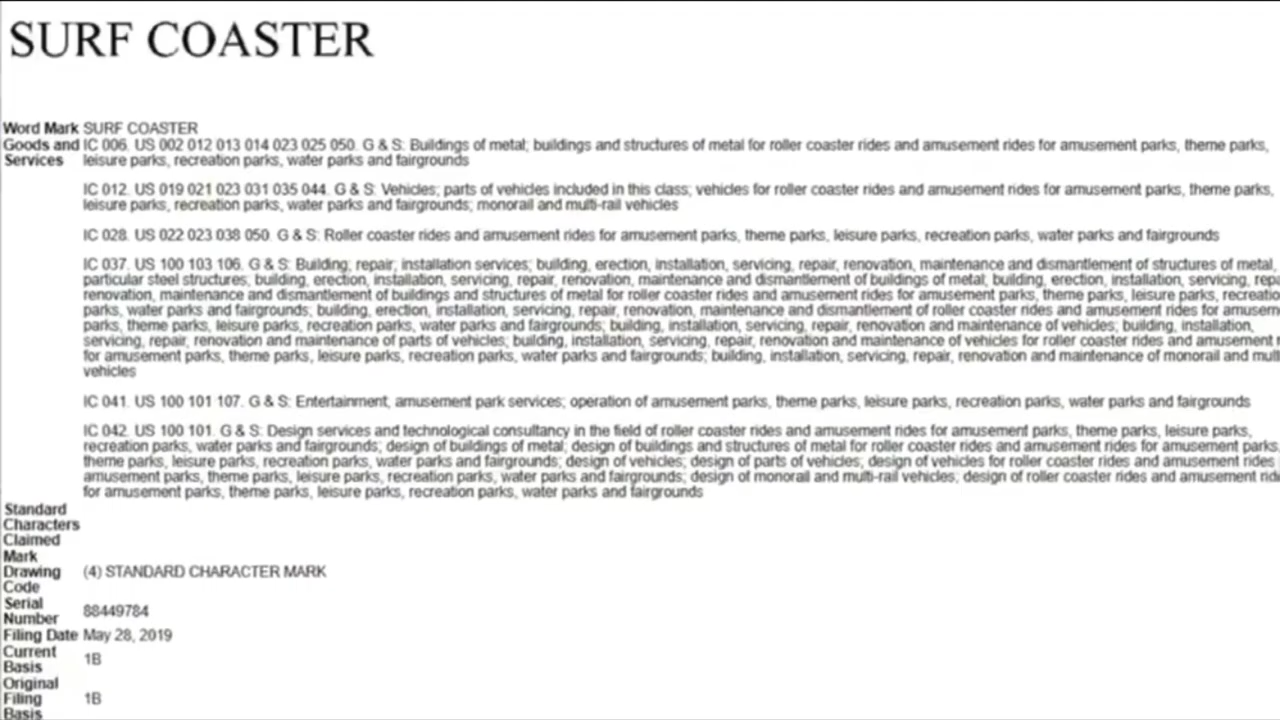 SURF COASTER
Word Mark SURF COASTER
Goods and IC 006. US 002 012 013 014 023 025 050. G & S: Buildings of metal; buildings and structures of metal for roller coaster rides and amusement rides for amusement parks, theme parks,
Services leisure parks, recreation parks, water parks and fairgrounds
IC 012. US 019 021 023 031 035 044. G & S: Vehicles; parts of vehicles included in this class; vehicles for roller coaster rides and amusement rides for amusement parks, theme parks,
leisure parks, recreation parks, water parks and fairgrounds; monorail and multi-rail vehicles
IC 028. US 022 023 038 050. G & S: Roller coaster rides and amusement rides for amusement parks, theme parks, leisure parks, recreation parks, water parks and fairgrounds
IC 037. US 100 103 106. G & S: Building; repair; installation services; building, erection, installation, servicing, repair, renovation, maintenance and dismantlement of structures of metal,
particular steel structures; building, erection, installation, servicing, repair, renovation, maintenance and dismantlement of buildings of metal, building, erection, installation, servicing, repa
renovation, maintenance and dismantlement of buildings and structures of metal for roller coaster rides and amusement rides for amusement parks, theme parks, leisure parks, recreatio
parks, water parks and fairgrounds; building, erection, installation, servicing, repair, renovation, maintenance and dismantlement of roller coaster rides and amusement rides for amusem
parks, theme parks, leisure parks, recreation parks, water parks and fairgrounds; building, installation, servicing, repair, renovation and maintenance of vehicles; building, installation,
servicing, repair, renovation and maintenance of parts of vehicles; building, installation, servicing, repair, renovation and maintenance of vehicles for roller coaster rides and amusement r
for amusement parks, theme parks, leisure parks, recreation parks, water parks and fairgrounds; building, installation, servicing, repair, renovation and maintenance of monorail and mul
vehicles
IC 041. US 100 101 107. G & S: Entertainment, amusement park services; operation of amusement parks, theme parks, leisure parks, recreation parks, water parks and fairgrounds
IC 042. US 100 101. G & S: Design services and technological consultancy in the field of roller coaster rides and amusement rides for amusement parks, theme parks, leisure parks,
recreation parks, water parks and fairgrounds; design of buildings of metal; design of buildings and structures of metal for roller coaster rides and amusement rides for amusement parks,
theme parks, leisure parks, recreation parks, water parks and fairgrounds; design of vehicles; design of parts of vehicles; design of vehicles for roller coaster rides and amusement rides
amusement parks, theme parks, leisure parks, recreation parks, water parks and fairgrounds; design of monorail and multi-rail vehicles; design of roller coaster rides and amusement rid
for amusement parks, theme parks, leisure parks, recreation parks, water parks and fairgrounds
Standard
Characters
Claimed
Mark
Drawing (4) STANDARD CHARACTER MARK
Code
Serial
Number 88449784
Filing Date May 28, 2019
Current
Basis 1B
Original
Filing 1B
Basis